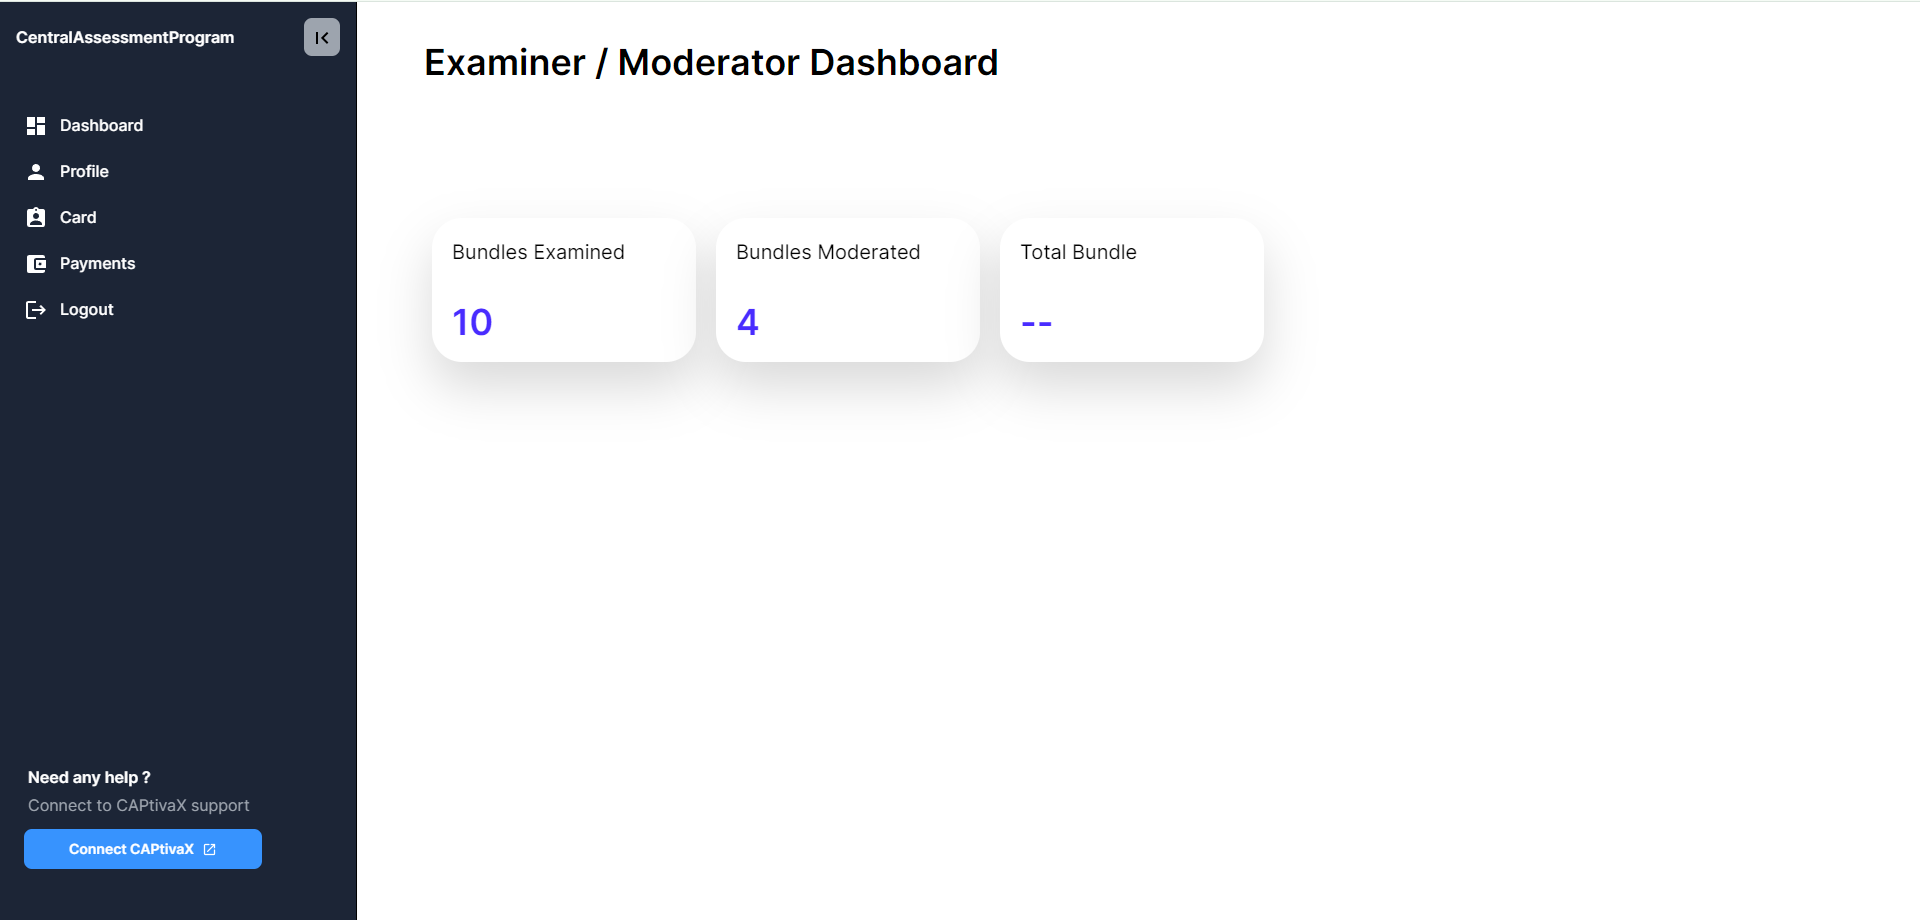 CentralAssessmentProgram
Dashboard
Profile
Card
Payments
Logout
Need any help ?
Connect to CAPtivaX support
Connect CAPtivaX
Examiner / Moderator Dashboard
Bundles Examined
10
Bundles Moderated
4
Total Bundle
--